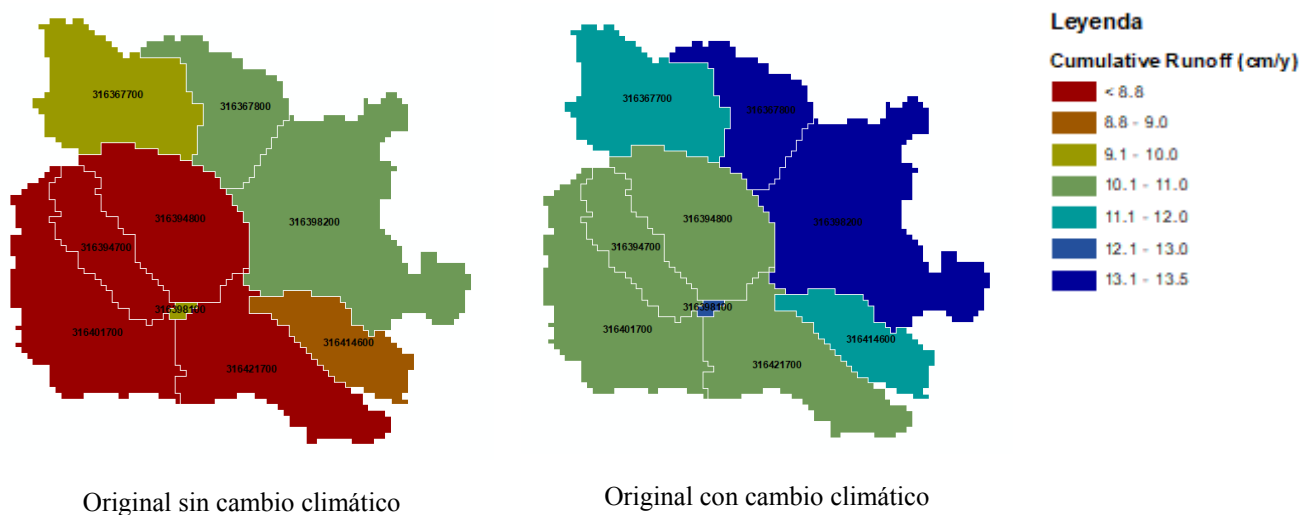 Leyenda
Cumulative Runoff (cm/y)
< 8.8
8.8 - 9.0
9.1 - 10.0
10.1 - 11.0
11.1 - 12.0
12.1 - 13.0
13.1 - 13.5
316367700
316367800
316394800
316398200
316394700
316398100
316401700
316414600
316421700
Original sin cambio climático
316367700
316367800
316394800
316398200
316394700
316398100
316401700
316414600
316421700
Original con cambio climático